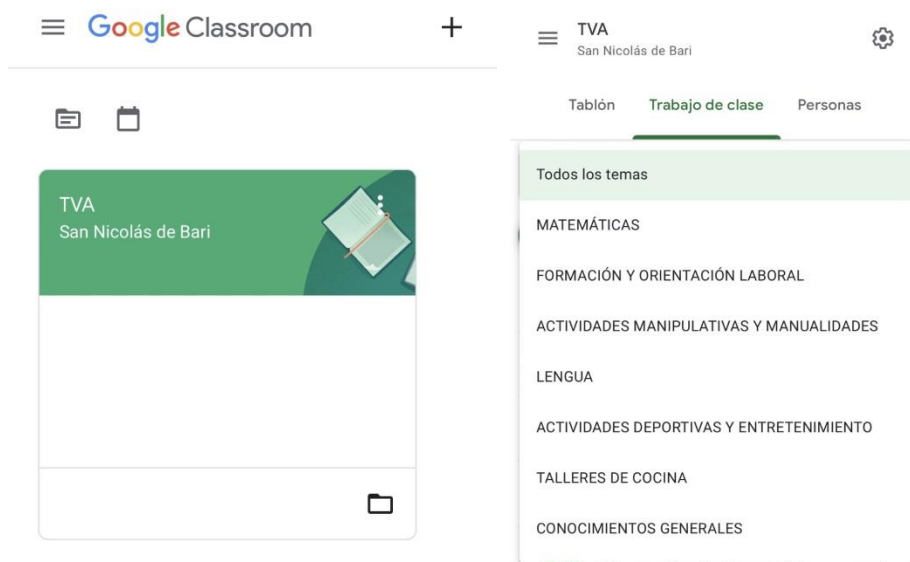 Google Classroom
TVA
San Nicolás de Bari
TVA
San Nicolás de Bari
Tablón Trabajo de clase Personas
Todos los temas
MATEMÁTICAS
FORMACIÓN Y ORIENTACIÓN LABORAL
ACTIVIDADES MANIPULATIVAS Y MANUALIDADES
LENGUA
ACTIVIDADES DEPORTIVAS Y ENTRETENIMIENTO
TALLERES DE COCINA
CONOCIMIENTOS GENERALES